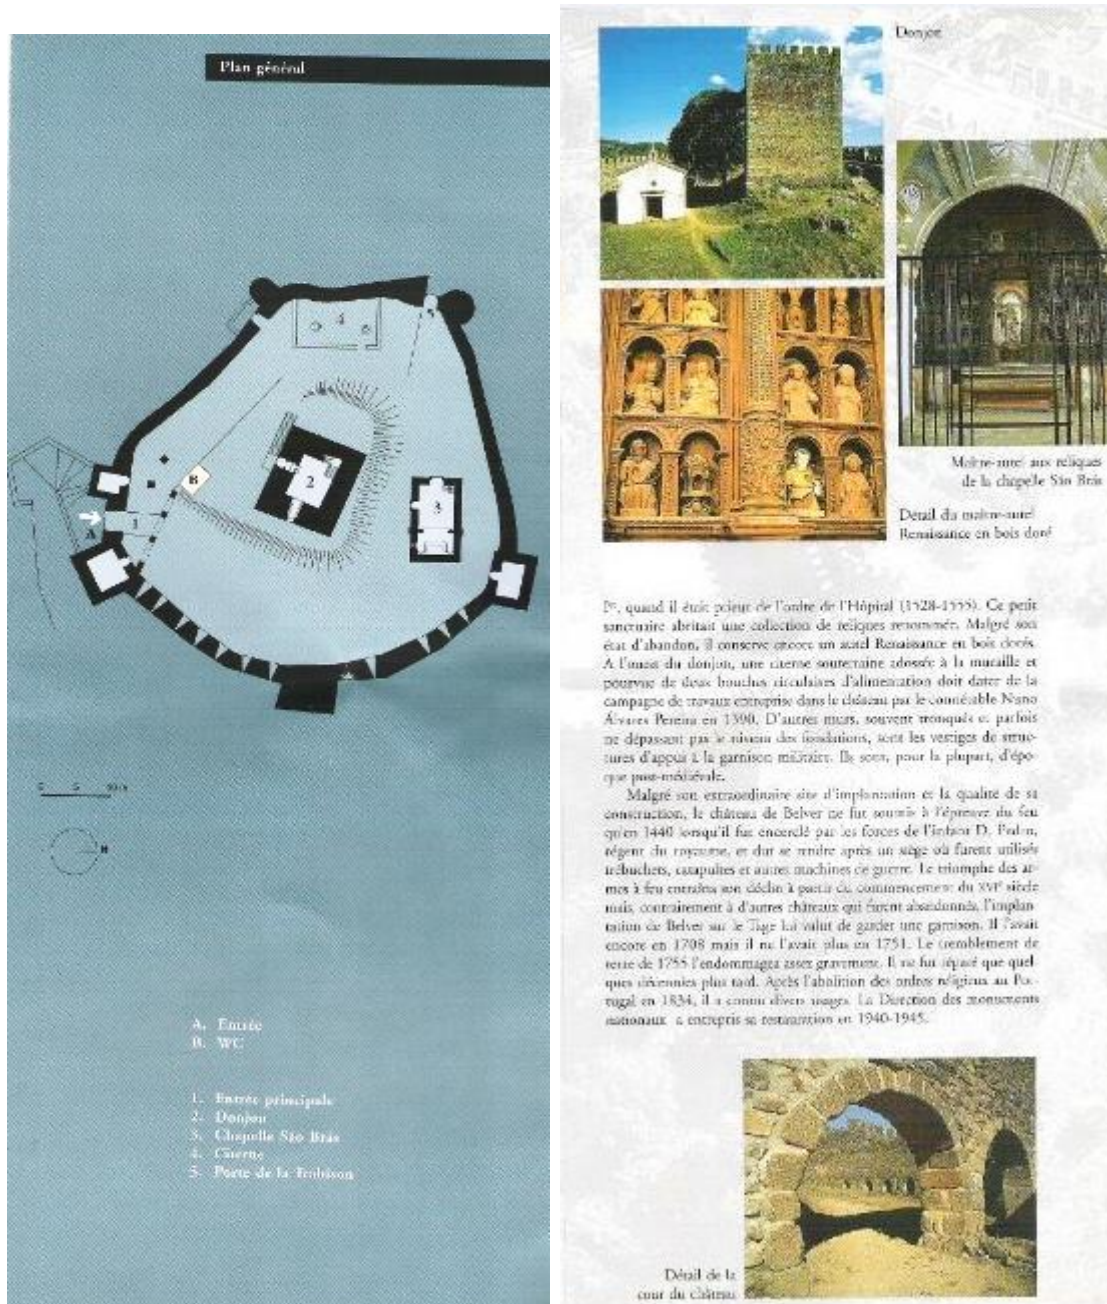 Plan général
4
5
B
2
3
1
A
5 5 10m
N
A. Entrée
B. WC
1. Entrée principale
2. Donjon
3. Chapelle São Brás
4. Citerne
5. Porte de la
Donjon
Maître-autel aux reliques
de la chapelle São Brás
Détail du maître-autel
Renaissance en bois doré
Iᵉʳ, quand il était prieur de l'ordre de l'Hôpital (1528-1555). Ce petit
sanctuaire abritait une collection de reliques renommée. Malgré son
état d'abandon, il conserve encore un autel Renaissance en bois dorés.
A l'ouest du donjon, une citerne souterraine adossée à la muraille et
pourvue de deux bouches circulaires d'alimentation doit dater de la
campagne de travaux entreprise dans le château par le connétable Nuno
Álvares Pereira en 1390. D'autres murs, souvent tronqués et parfois
ne dépassant pas le niveau des fondations, sont les vestiges de struc-
tures d'appui à la garnison militaire. Ils sont, pour la plupart, d'épo-
que post-médiévale.
Malgré son extraordinaire site d'implantation et la qualité de sa
construction, le château de Belver ne fut soumis à l'épreuve du feu
qu'en 1440 lorsqu'il fut encerclé par les forces de l'infant D. Pedro,
régent du royaume, et dut se rendre après un siège où furent utilisés
trébuchets, catapultes et autres machines de guerre. Le triomphe des ar-
mes à feu entraîna son déclin à partir du commencement du XVIᵉ siècle
mais, contrairement à d'autres châteaux qui furent abandonnés, l'implan-
tation de Belver sur le Tage lui valut de garder une garnison. Il l'avait
encore en 1708 mais il ne l'avait plus en 1751. Le tremblement de
terre de 1755 l'endommagea assez gravement. Il ne fut réparé que quel-
ques décennies plus tard. Après l'abolition des ordres religieux au Por-
tugal en 1834, il a connu divers usages. La Direction des monuments
nationaux a entrepris sa restauration en 1940-1945.
Détail de la
cour du château